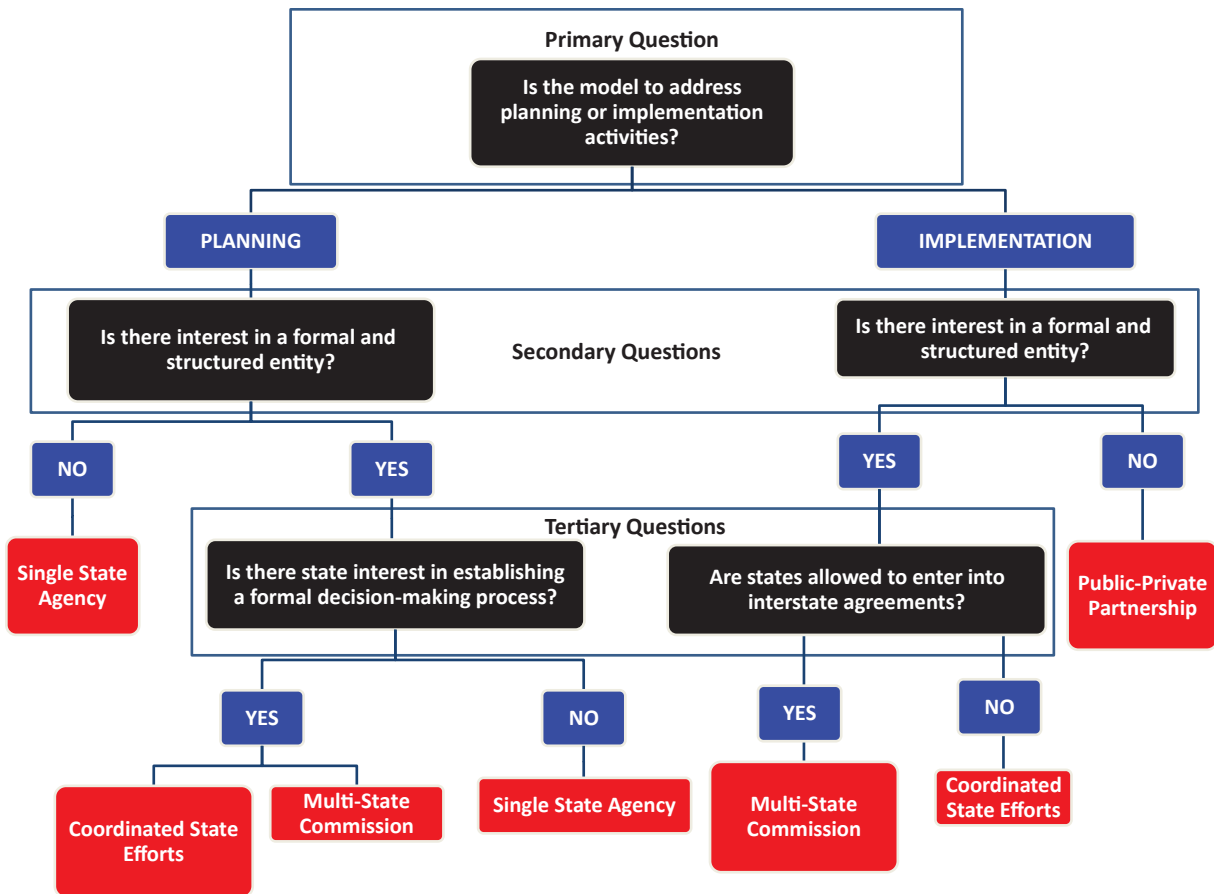 Primary Question
Is the model to address
planning or implementation
activities?
PLANNING
IMPLEMENTATION
Is there interest in a formal and
structured entity?
Secondary Questions
Is there interest in a formal and
structured entity?
NO
YES
YES
NO
Single State
Agency
Tertiary Questions
Is there state interest in establishing
a formal decision-making process?
Are states allowed to enter into
interstate agreements?
Public-Private
Partnership
YES
NO
YES
NO
Coordinated State
Efforts
Multi-State
Commission
Single State Agency
Multi-State
Commission
Coordinated
State Efforts